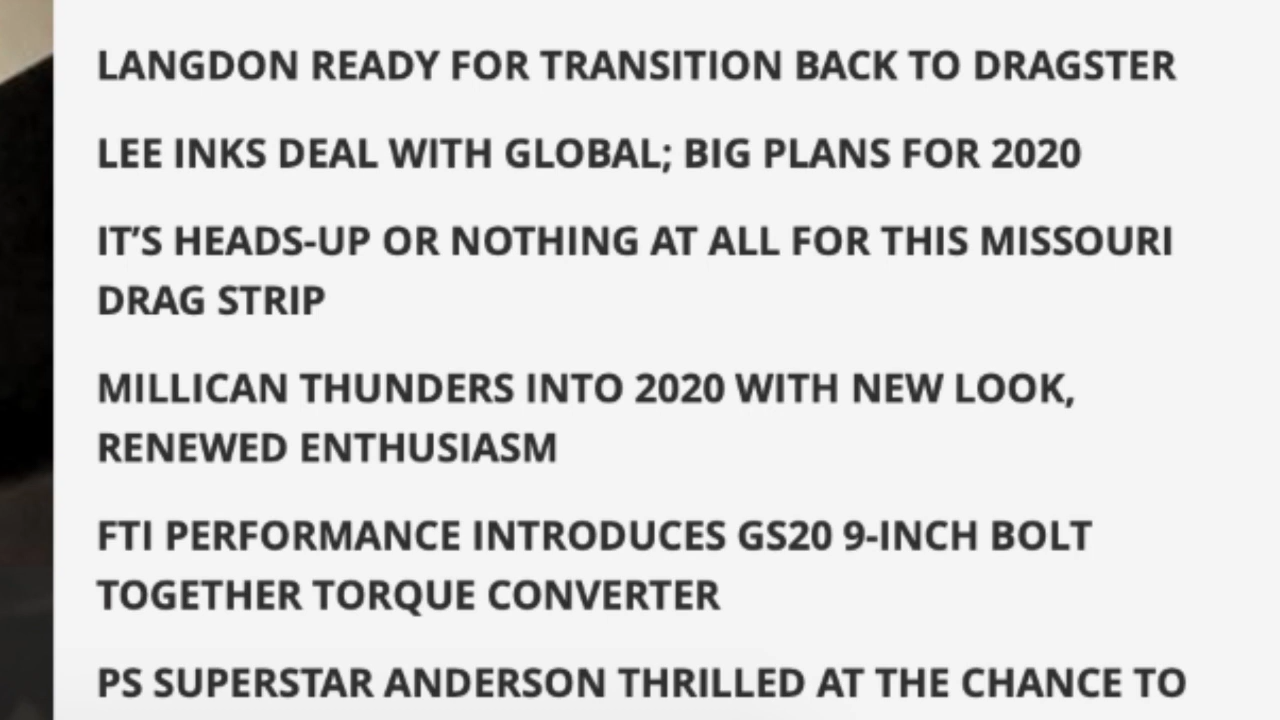 LANGDON READY FOR TRANSITION BACK TO DRAGSTER
LEE INKS DEAL WITH GLOBAL; BIG PLANS FOR 2020
IT’S HEADS-UP OR NOTHING AT ALL FOR THIS MISSOURI
DRAG STRIP
MILLICAN THUNDERS INTO 2020 WITH NEW LOOK,
RENEWED ENTHUSIASM
FTI PERFORMANCE INTRODUCES GS20 9-INCH BOLT
TOGETHER TORQUE CONVERTER
PS SUPERSTAR ANDERSON THRILLED AT THE CHANCE TO